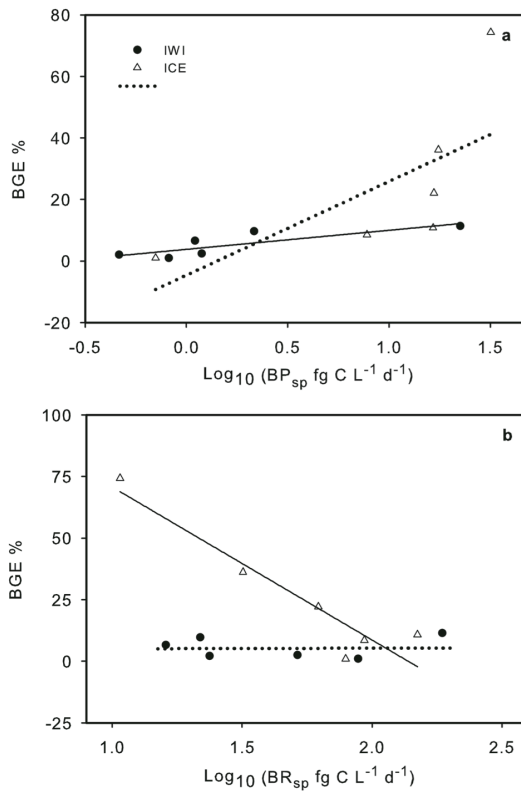 a
80
60
40
20
0
-20
BGE %
IWI
ICE
-0.5 0.0 0.5 1.0 1.5
Log10 (BPsp fg C L-1 d-1)
b
100
75
50
25
0
-25
BGE %
1.0 1.5 2.0 2.5
Log10 (BRsp fg C L-1 d-1)